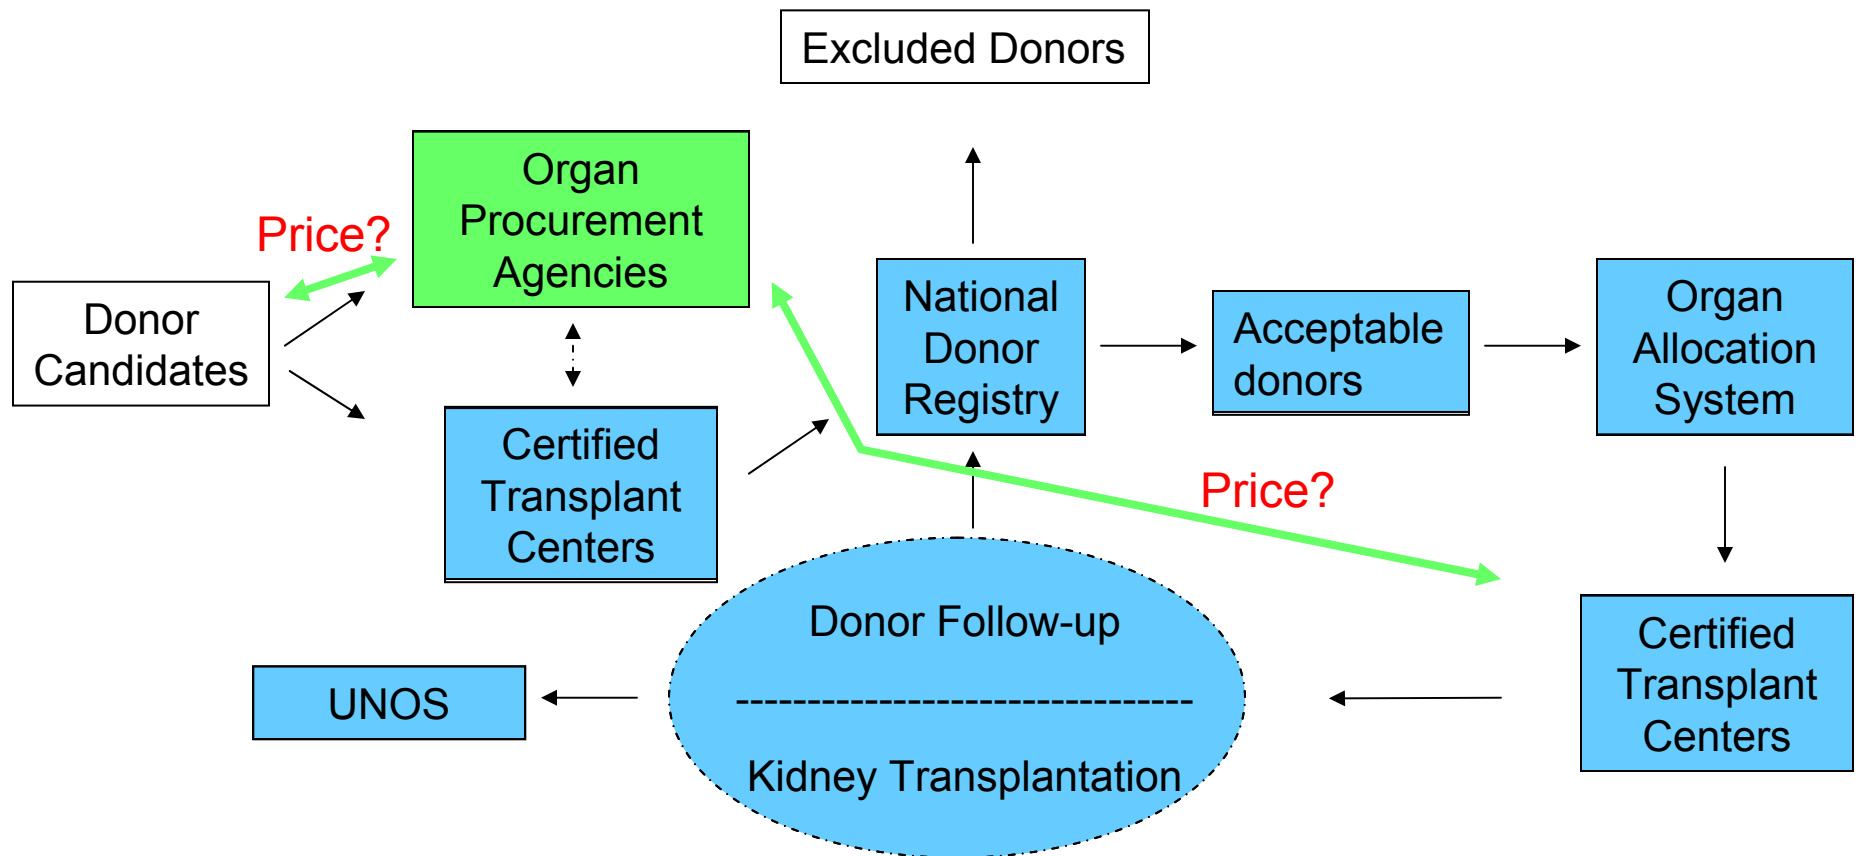 Excluded Donors
Organ
Procurement
Agencies
Price?
Donor
Candidates
National
Donor
Registry
Acceptable
donors
Organ
Allocation
System
Certified
Transplant
Centers
Price?
Donor Follow-up
Kidney Transplantation
UNOS
Certified
Transplant
Centers